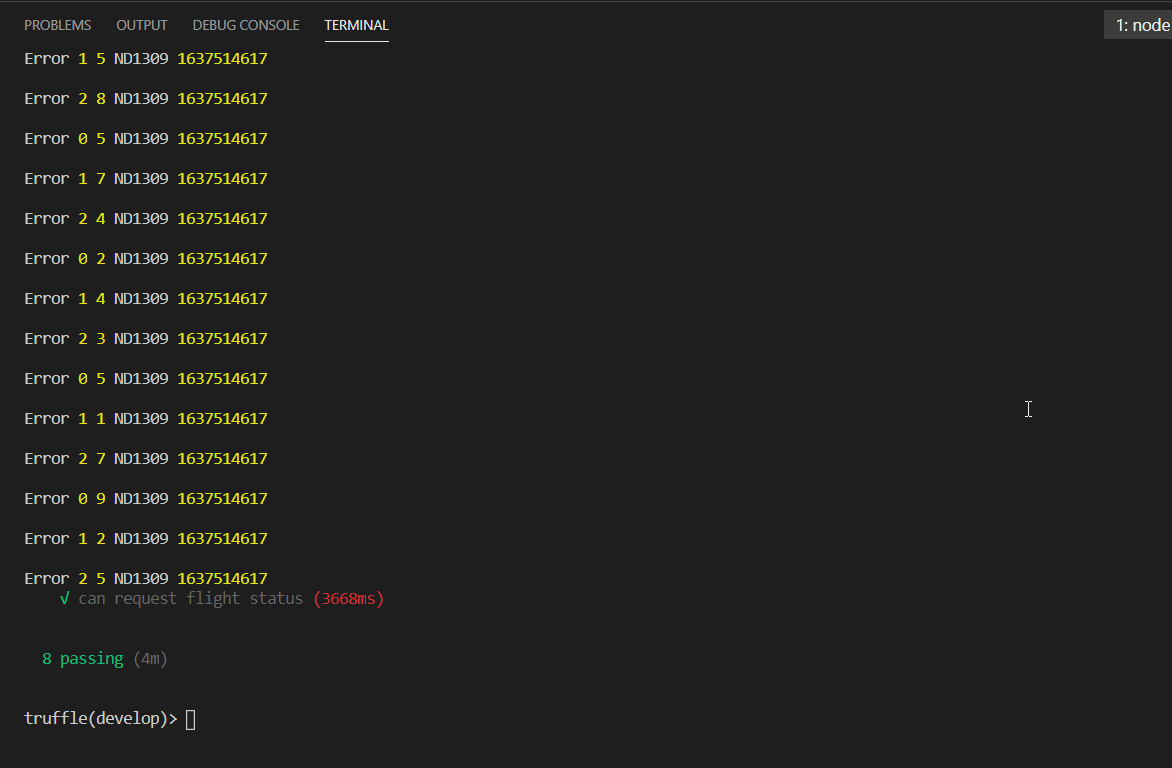 PROBLEMS OUTPUT DEBUG CONSOLE TERMINAL 1: node
Error 1 5 ND1309 1637514617
Error 2 8 ND1309 1637514617
Error 0 5 ND1309 1637514617
Error 1 7 ND1309 1637514617
Error 2 4 ND1309 1637514617
Error 0 2 ND1309 1637514617
Error 1 4 ND1309 1637514617
Error 2 3 ND1309 1637514617
Error 0 5 ND1309 1637514617
Error 1 1 ND1309 1637514617
Error 2 7 ND1309 1637514617
Error 0 9 ND1309 1637514617
Error 1 2 ND1309 1637514617
Error 2 5 ND1309 1637514617
√ can request flight status (3668ms)
8 passing (4m)
truffle(develop)>